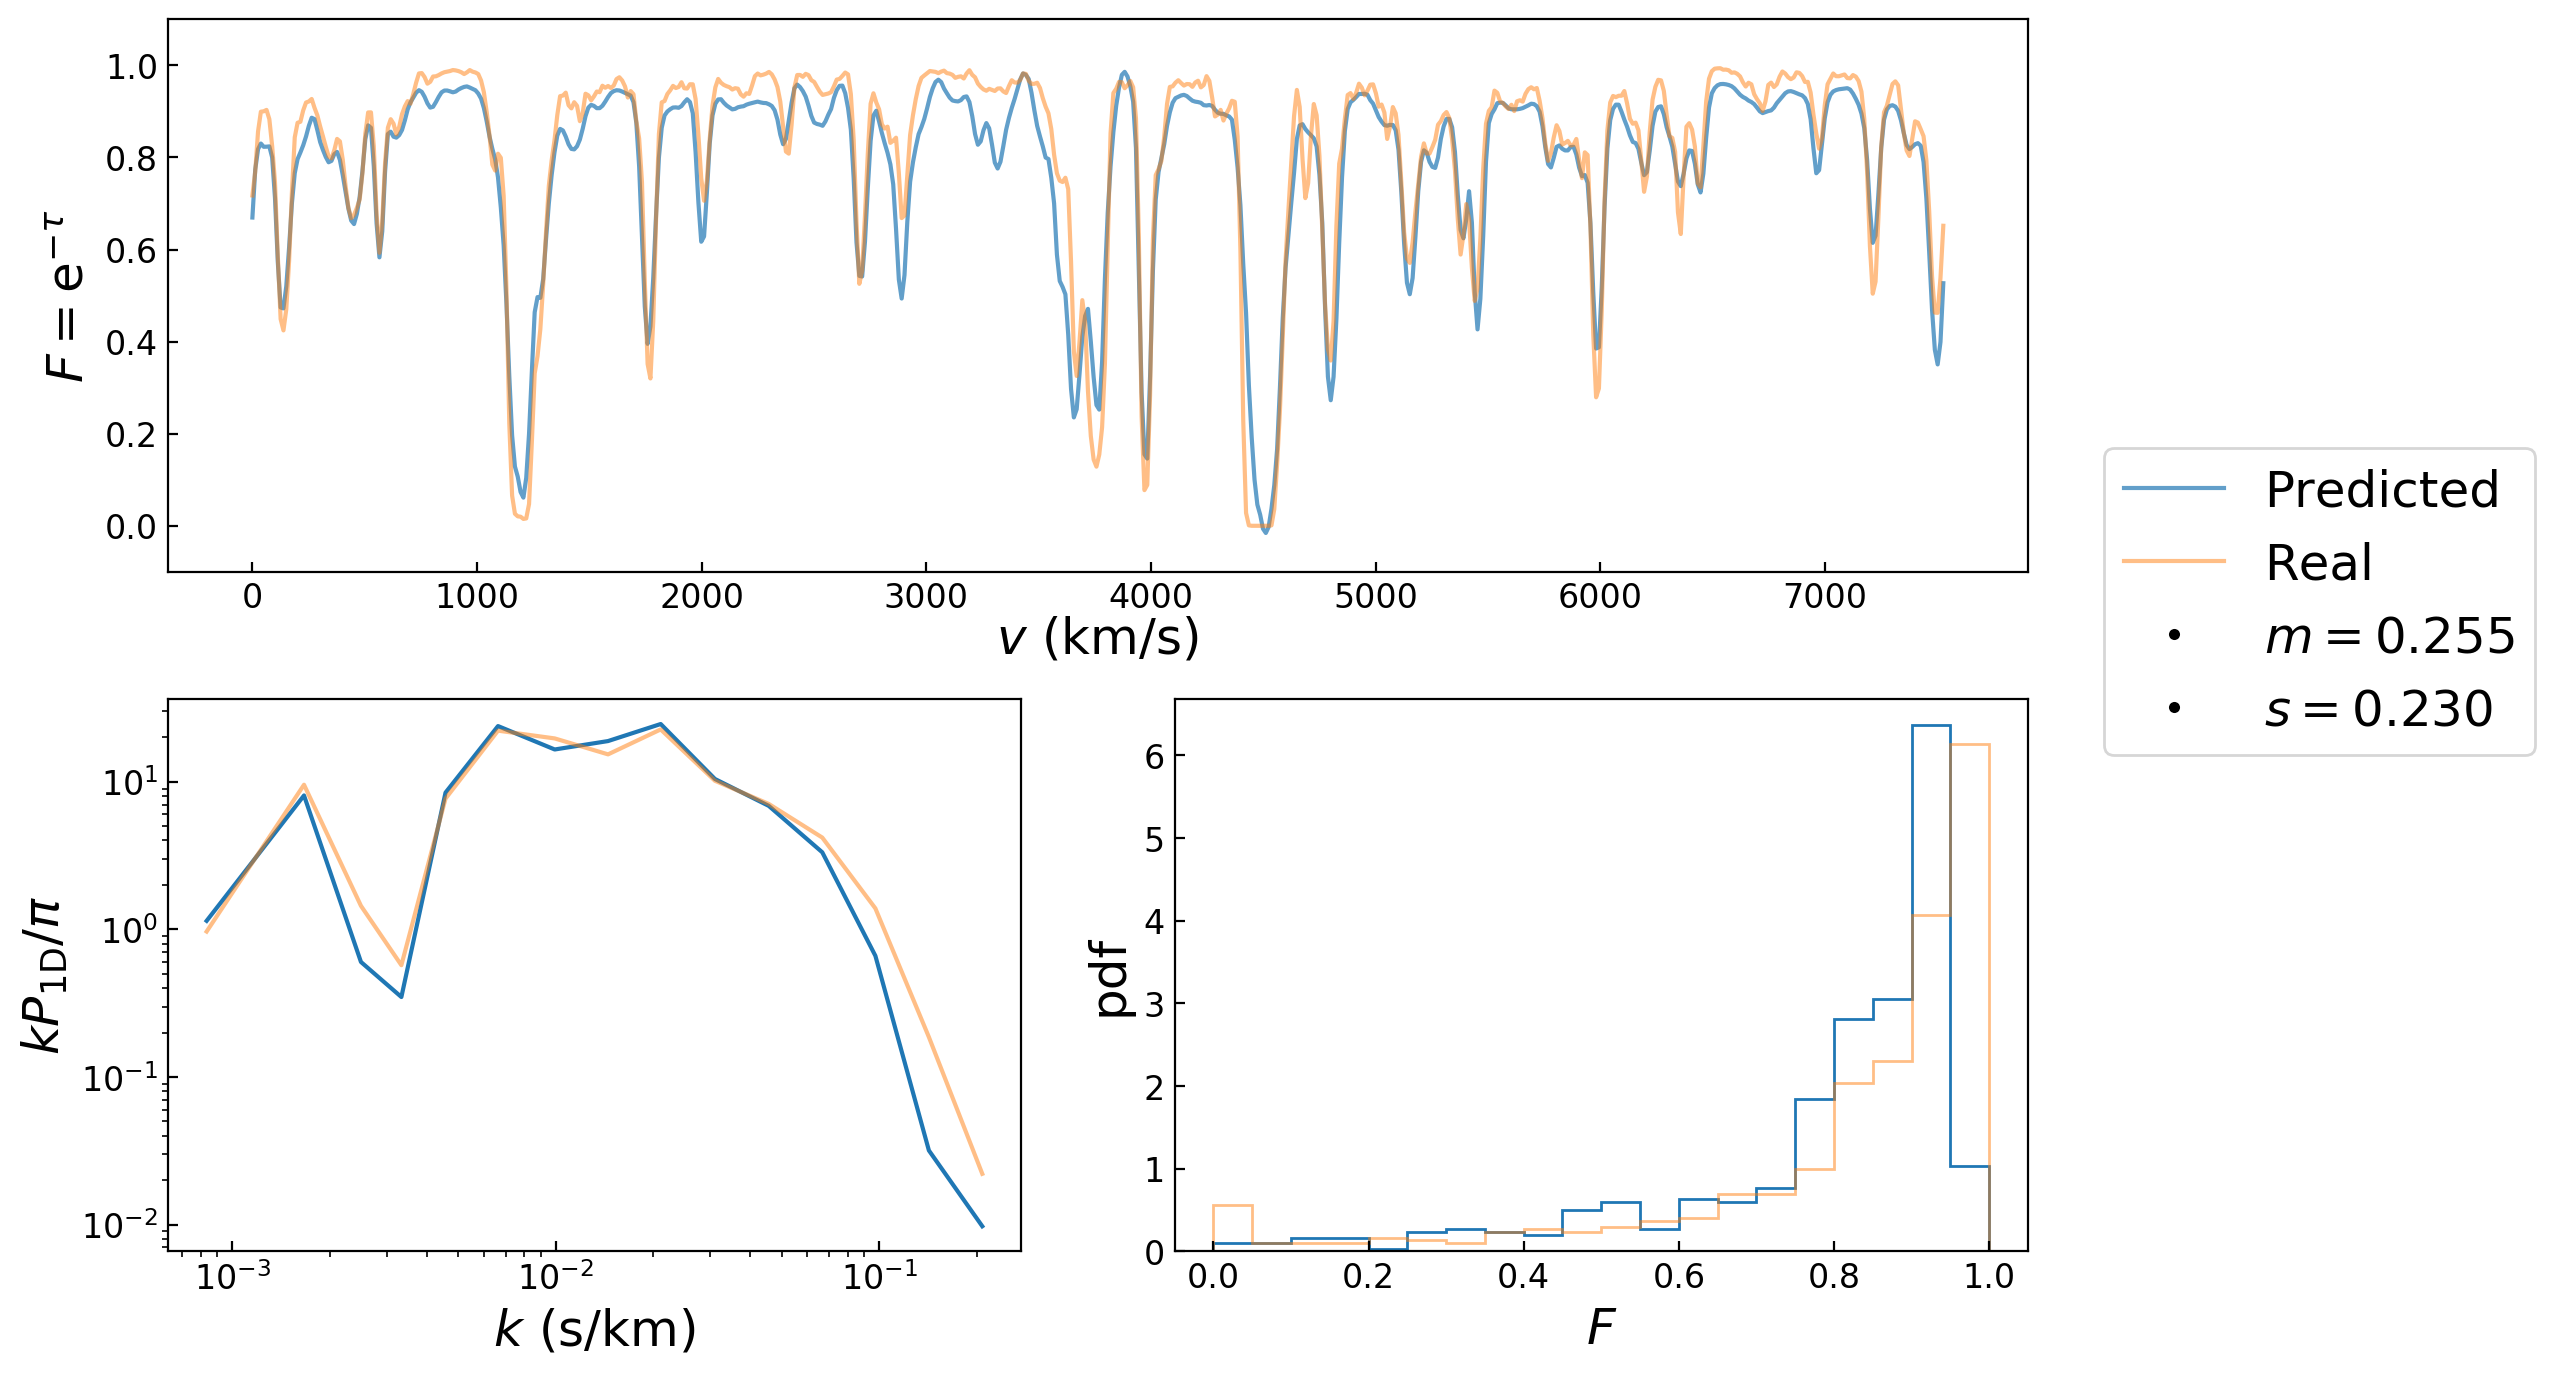 F = e^{−τ}
1.0
0.8
0.6
0.4
0.2
0.0
0 1000 2000 3000 4000 5000 6000 7000
v (km/s)
Predicted
Real
m = 0.255
s = 0.230
kP_{1D}/π
10^1
10^0
10^{−1}
10^{−2}
10^{−3} 10^{−2} 10^{−1}
k (s/km)
pdf
6
5
4
3
2
1
0
0.0 0.2 0.4 0.6 0.8 1.0
F